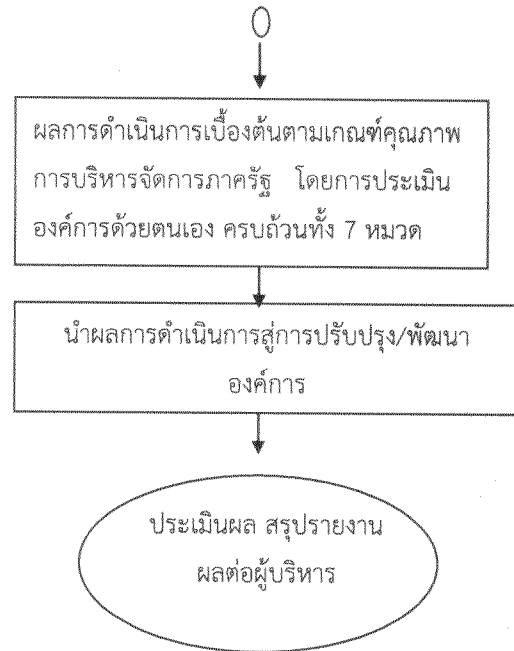 ผลการดำเนินการเบื้องต้นตามเกณฑ์คุณภาพ
การบริหารจัดการภาครัฐ โดยการประเมิน
องค์การด้วยตนเอง ครบถ้วนทั้ง 7 หมวด
นำผลการดำเนินการสู่การปรับปรุง/พัฒนา
องค์การ
ประเมินผล สรุปรายงาน
ผลต่อผู้บริหาร